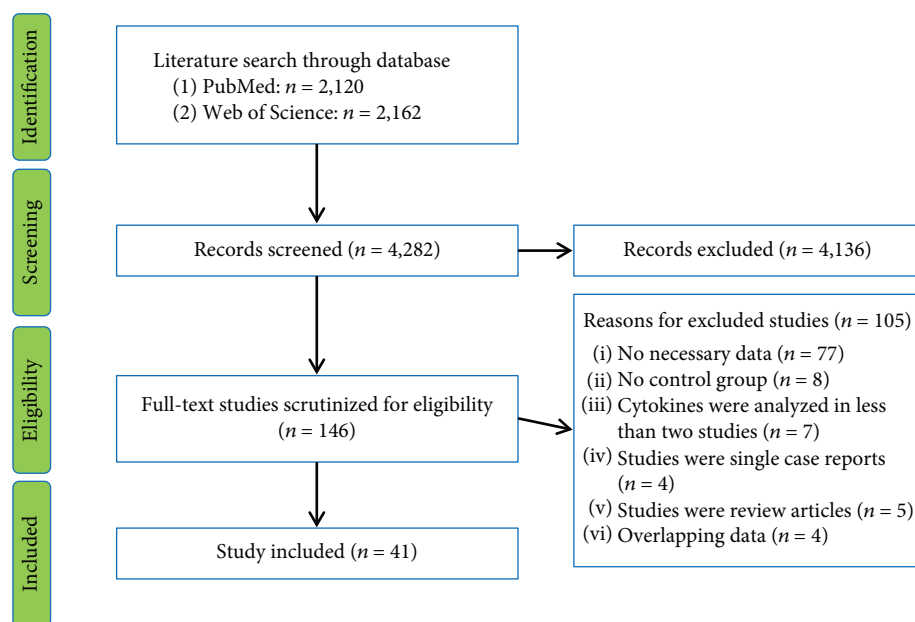 Identification
Literature search through database
(1) PubMed: n = 2,120
(2) Web of Science: n = 2,162
Screening
Records screened (n = 4,282)
Records excluded (n = 4,136)
Eligibility
Full-text studies scrutinized for eligibility
(n = 146)
Reasons for excluded studies (n = 105)
(i) No necessary data (n = 77)
(ii) No control group (n = 8)
(iii) Cytokines were analyzed in less
than two studies (n = 7)
(iv) Studies were single case reports
(n = 4)
(v) Studies were review articles (n = 5)
(vi) Overlapping data (n = 4)
Included
Study included (n = 41)